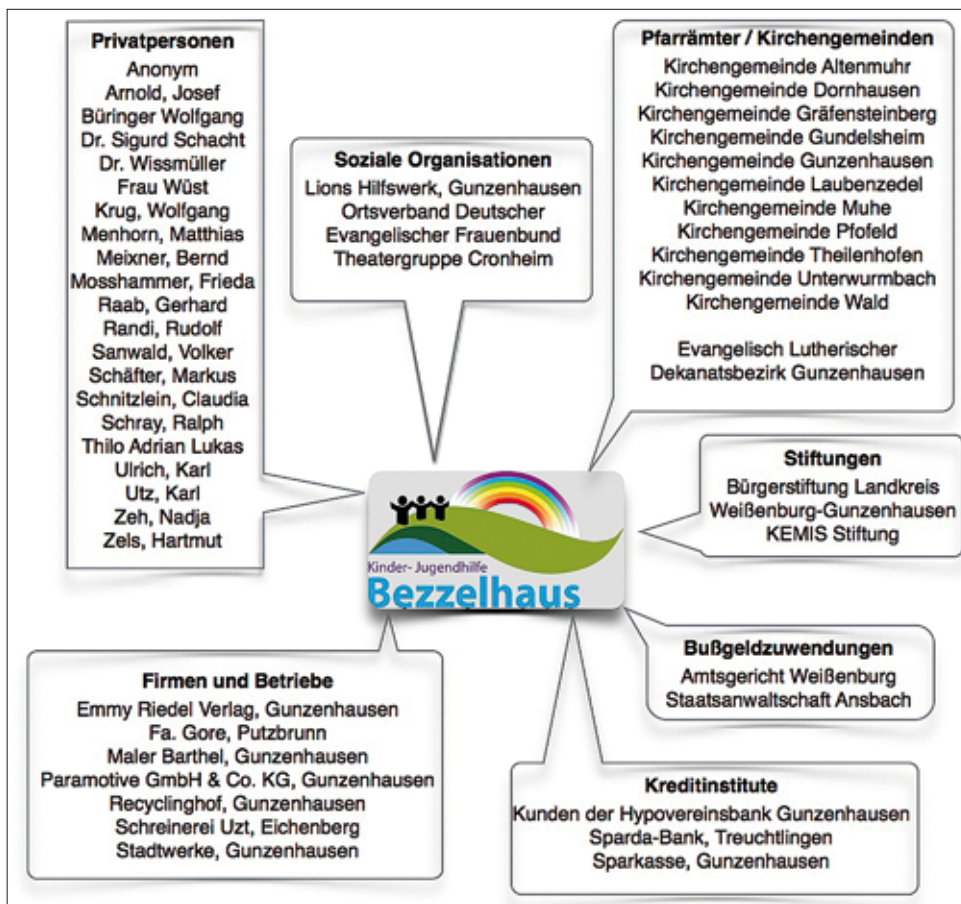 Privatpersonen
Anonym
Arnold, Josef
Büringer Wolfgang
Dr. Sigurd Schacht
Dr. Wissmüller
Frau Wüst
Krug, Wolfgang
Menhorn, Matthias
Meixner, Bernd
Mosshammer, Frieda
Raab, Gerhard
Randi, Rudolf
Sanwald, Volker
Schäfter, Markus
Schnitzlein, Claudia
Schray, Ralph
Thilo Adrian Lukas
Ulrich, Karl
Utz, Karl
Zeh, Nadja
Zels, Hartmut
Soziale Organisationen
Lions Hilfswerk, Gunzenhausen
Ortsverband Deutscher
Evangelischer Frauenbund
Theatergruppe Cronheim
Pfarrämter / Kirchengemeinden
Kirchengemeinde Altenmuhr
Kirchengemeinde Dornhausen
Kirchengemeinde Gräfensteinberg
Kirchengemeinde Gundelsheim
Kirchengemeinde Gunzenhausen
Kirchengemeinde Laubenzedel
Kirchengemeinde Muhe
Kirchengemeinde Pfofeld
Kirchengemeinde Theilenhofen
Kirchengemeinde Unterwurmbach
Kirchengemeinde Wald
Evangelisch Lutherischer
Dekanatsbezirk Gunzenhausen
Stiftungen
Bürgerstiftung Landkreis
Weißenburg-Gunzenhausen
KEMIS Stiftung
Kinder- Jugendhilfe
Bezzelhaus
Bußgeldzuwendungen
Amtsgericht Weißenburg
Staatsanwaltschaft Ansbach
Firmen und Betriebe
Emmy Riedel Verlag, Gunzenhausen
Fa. Gore, Putzbrunn
Maler Barthel, Gunzenhausen
Paramotive GmbH & Co. KG, Gunzenhausen
Recyclinghof, Gunzenhausen
Schreinerei Uzt, Eichenberg
Stadtwerke, Gunzenhausen
Kreditinstitute
Kunden der Hypovereinsbank Gunzenhausen
Sparda-Bank, Treuchtlingen
Sparkasse, Gunzenhausen